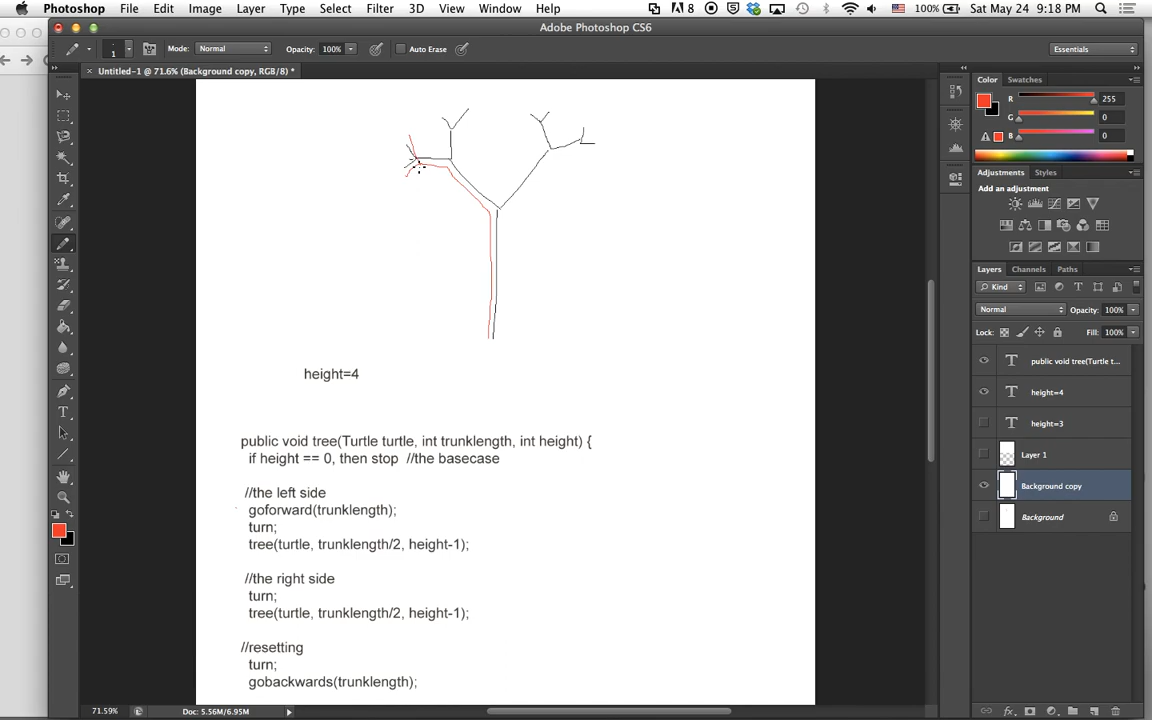 Photoshop File Edit Image Layer Type Select Filter 3D View Window Help 8 100% Sat May 24 9:18 PM
Adobe Photoshop CS6
1 Mode: Normal Opacity: 100% Auto Erase Essentials
× Untitled-1 @ 71.6% (Background copy, RGB/8) *
Color Swatches
R 255
G 0
B 0
Adjustments Styles
Add an adjustment
Layers Channels Paths
Kind
Normal Opacity: 100%
Lock: Fill: 100%
T public void tree(Turtle t...
T height=4
T height=3
Layer 1
Background copy
Background
height=4
public void tree(Turtle turtle, int trunklength, int height) {
if height == 0, then stop //the basecase
//the left side
goforward(trunklength);
turn;
tree(turtle, trunklength/2, height-1);
//the right side
turn;
tree(turtle, trunklength/2, height-1);
//resetting
turn;
gobackwards(trunklength);
71.59% Doc: 5.56M/6.95M
fx